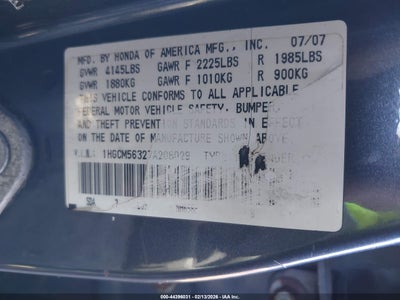 MFD. BY HONDA OF AMERICA MFG., INC. 07/07
GVWR 4145LBS GAWR F 2225LBS R 1985LBS
GVWR 1880KG GAWR F 1010KG R 900KG
THIS VEHICLE CONFORMS TO ALL APPLICABLE
FEDERAL MOTOR VEHICLE SAFETY, BUMPER,
AND THEFT PREVENTION STANDARDS IN EFFECT
ON THE DATE OF MANUFACTURE SHOWN ABOVE
000-44398031 - 02/13/2026 - IAA Inc.